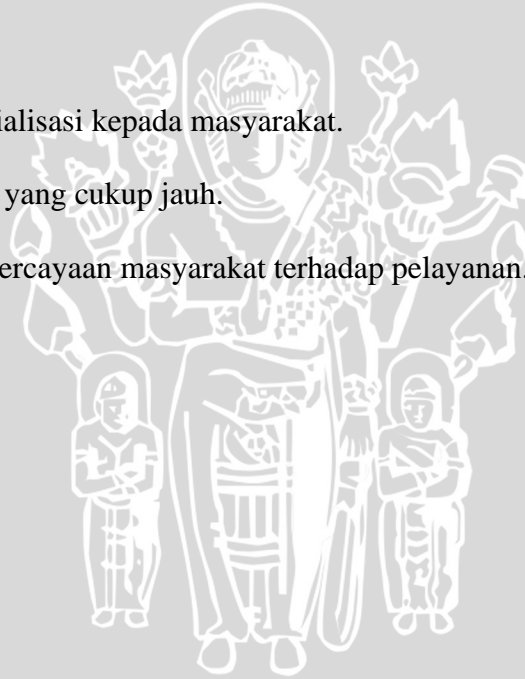 ialisasi kepada masyarakat.
yang cukup jauh.
ercayaan masyarakat terhadap pelayanan.